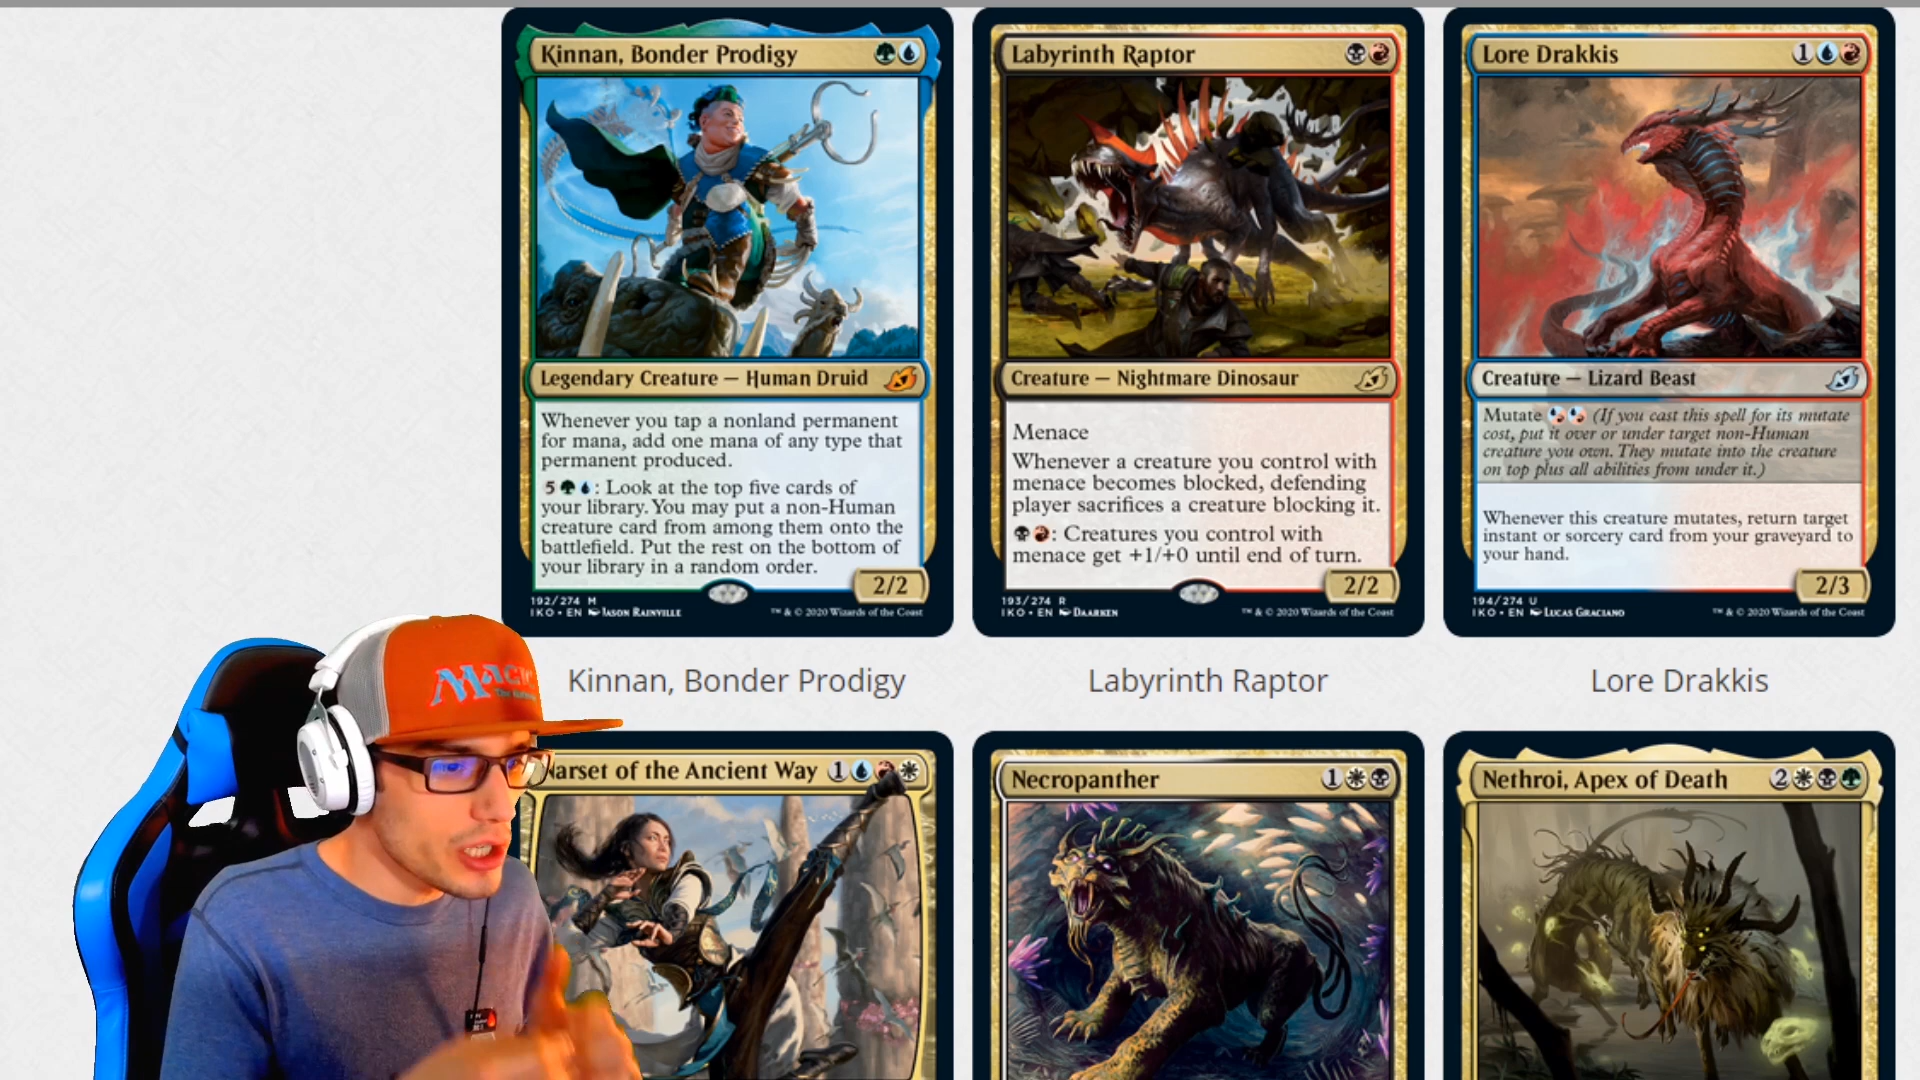 Kinnan, Bonder Prodigy
Legendary Creature — Human Druid
Whenever you tap a nonland permanent
for mana, add one mana of any type that
permanent produced.
5 : Look at the top five cards of
your library. You may put a non-Human
creature card from among them onto the
battlefield. Put the rest on the bottom of
your library in a random order.
2/2
192/274 M
IKO • EN JASON RAINVILLE
™ & © 2020 Wizards of the Coast
Labyrinth Raptor
Creature — Nightmare Dinosaur
Menace
Whenever a creature you control with
menace becomes blocked, defending
player sacrifices a creature blocking it.
: Creatures you control with
menace get +1/+0 until end of turn.
2/2
193/274 R
IKO • EN DAARKEN
™ & © 2020 Wizards of the Coast
Lore Drakkis 1
Creature — Lizard Beast
Mutate (If you cast this spell for its mutate
cost, put it over or under target non-Human
creature you own. They mutate into the creature
on top plus all abilities from under it.)
Whenever this creature mutates, return target
instant or sorcery card from your graveyard to
your hand.
2/3
194/274 U
IKO • EN LUCAS GRACIANO
™ & © 2020 Wizards of the Coast
Kinnan, Bonder Prodigy
Labyrinth Raptor
Lore Drakkis
MAGIC
Narset of the Ancient Way 1
Necropanther 1
Nethroi, Apex of Death 2